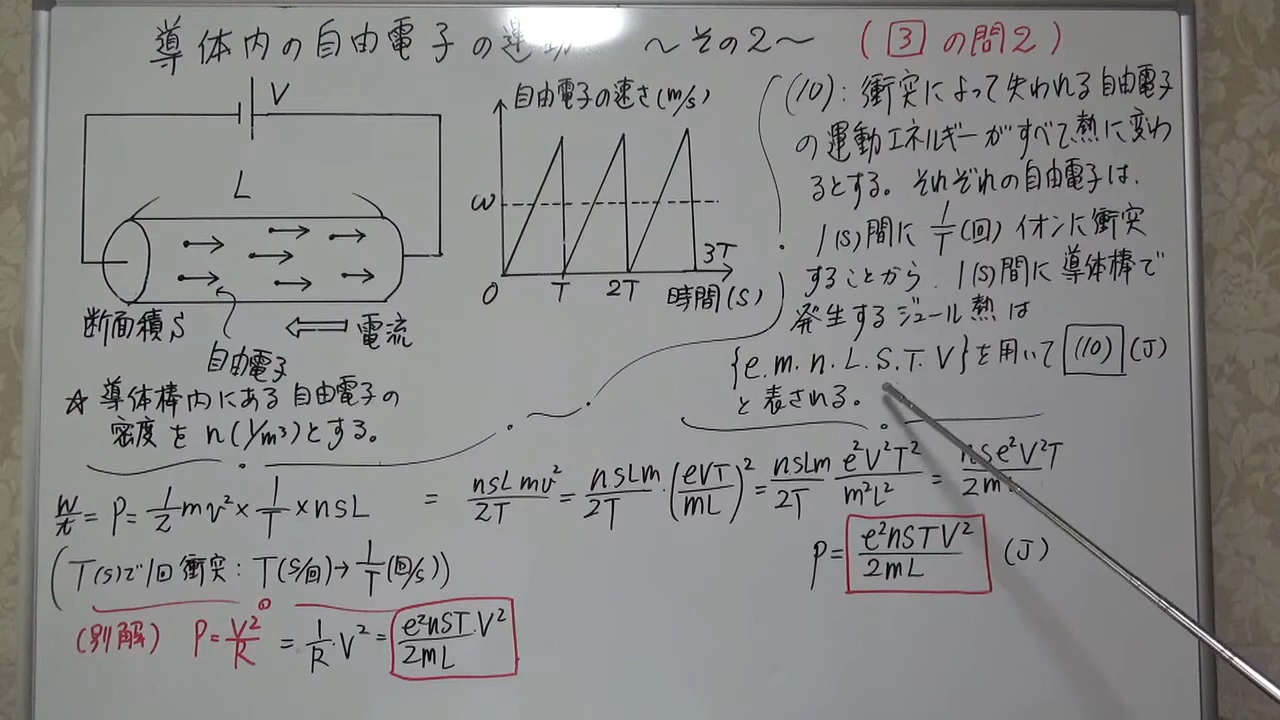 導体内の自由電子の運 ～その2～ (3の問2)
V
L
断面積S
自由電子
電流
自由電子の速さ(m/s)
ω
O T 2T 3T
時間(s)
☆ 導体棒内にある自由電子の
密度をn(1/m³)とする。
(10): 衝突によって失われる自由電子
の運動エネルギーがすべて熱に変わ
るとする。それぞれの自由電子は、
1(s)間に 1/T(回)イオンに衝突
することから、1(s)間に導体棒で
発生するジュール熱は
{e.m.n.L.S.T.V}を用いて (10) (J)
と表される。
W/t = P = 1/2 mv² × 1/T × nSL = nSLmv²/2T = nSLm/2T・(eVT/mL)² = nSLm/2T e²V²T²/m²L² = nSe²V²T/2mL
(T(s)で1回衝突: T(s/回)→1/T(回/s))
P = e²nSTV²/2mL (J)
(別解) P = V²/R = 1/R・V² = e²nST・V²/2mL